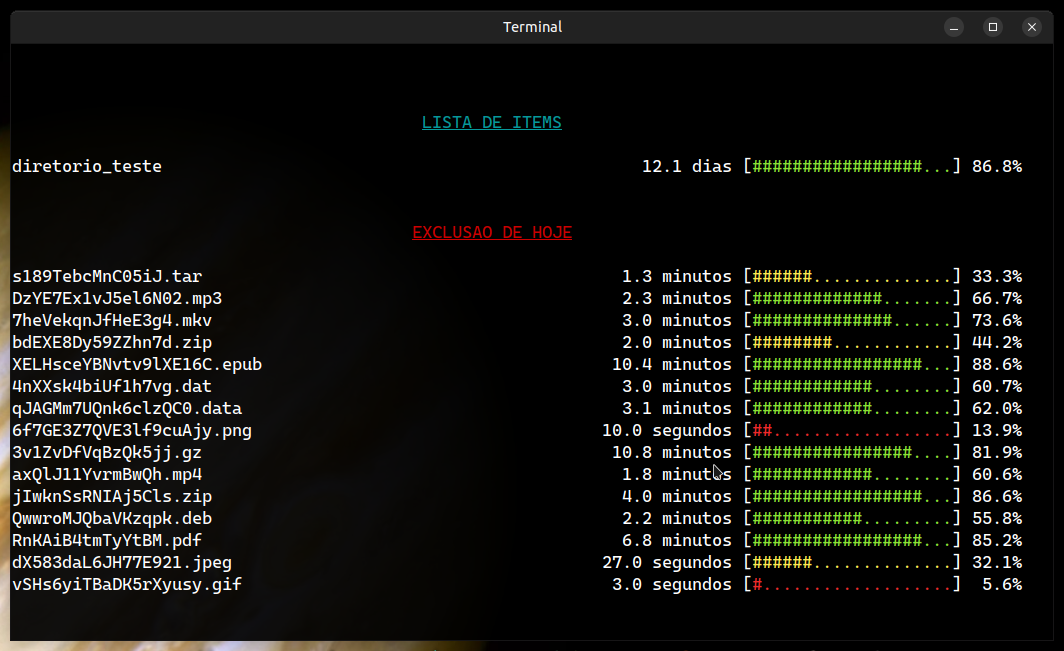 Terminal
LISTA DE ITEMS
diretorio_teste 12.1 dias [#################...] 86.8%
EXCLUSAO DE HOJE
s189TebcMnC05iJ.tar 1.3 minutos [######..............] 33.3%
DzYE7Ex1vJ5el6N02.mp3 2.3 minutos [#############.......] 66.7%
7heVekqnJfHeE3g4.mkv 3.0 minutos [##############......] 73.6%
bdEXE8Dy59ZZhn7d.zip 2.0 minutos [########............] 44.2%
XELHsceYBNvtv9lXE16C.epub 10.4 minutos [#################...] 88.6%
4nXXsk4biUf1h7vg.dat 3.0 minutos [############........] 60.7%
qJAGMm7UQnk6clzQC0.data 3.1 minutos [############........] 62.0%
6f7GE3Z7QVE3lf9cuAjy.png 10.0 segundos [##..................] 13.9%
3v1ZvDfVqBzQk5jj.gz 10.8 minutos [################....] 81.9%
axQlJ11YvrmBwQh.mp4 1.8 minutos [############........] 60.6%
jIwknSsRNIAj5Cls.zip 4.0 minutos [#################...] 86.6%
QwwroMJQbaVKzqpk.deb 2.2 minutos [###########.........] 55.8%
RnKAiB4tmTyYtBM.pdf 6.8 minutos [#################...] 85.2%
dX583daL6JH77E921.jpeg 27.0 segundos [######..............] 32.1%
vSHs6yiTBaDK5rXyusy.gif 3.0 segundos [#...................] 5.6%